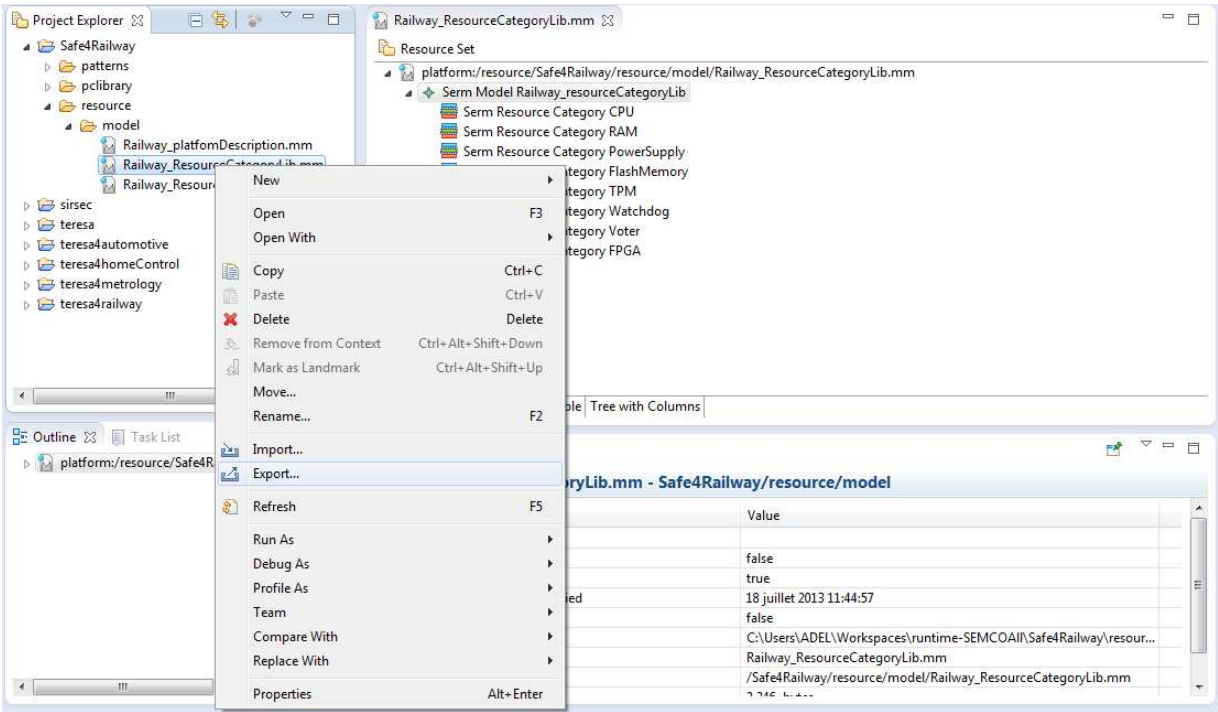 Project Explorer
Safe4Railway
patterns
pclibrary
resource
model
Railway_platfomDescription.mm
Railway_ResourceCategoryLib.mm
Railway_Resour
sirsec
teresa
teresa4automotive
teresa4homeControl
teresa4metrology
teresa4railway
Railway_ResourceCategoryLib.mm
Resource Set
platform:/resource/Safe4Railway/resource/model/Railway_ResourceCategoryLib.mm
Serm Model Railway_resourceCategoryLib
Serm Resource Category CPU
Serm Resource Category RAM
Serm Resource Category PowerSupply
tegory FlashMemory
tegory TPM
tegory Watchdog
tegory Voter
tegory FPGA
ble Tree with Columns
New
Open F3
Open With
Copy Ctrl+C
Paste Ctrl+V
Delete Delete
Remove from Context Ctrl+Alt+Shift+Down
Mark as Landmark Ctrl+Alt+Shift+Up
Move...
Rename... F2
Import...
Export...
Refresh F5
Run As
Debug As
Profile As
Team
Compare With
Replace With
Properties Alt+Enter
Outline Task List
platform:/resource/Safe4R
ryLib.mm - Safe4Railway/resource/model
Value
false
true
ied 18 juillet 2013 11:44:57
false
C:\Users\ADEL\Workspaces\runtime-SEMCOAll\Safe4Railway\resour...
Railway_ResourceCategoryLib.mm
/Safe4Railway/resource/model/Railway_ResourceCategoryLib.mm